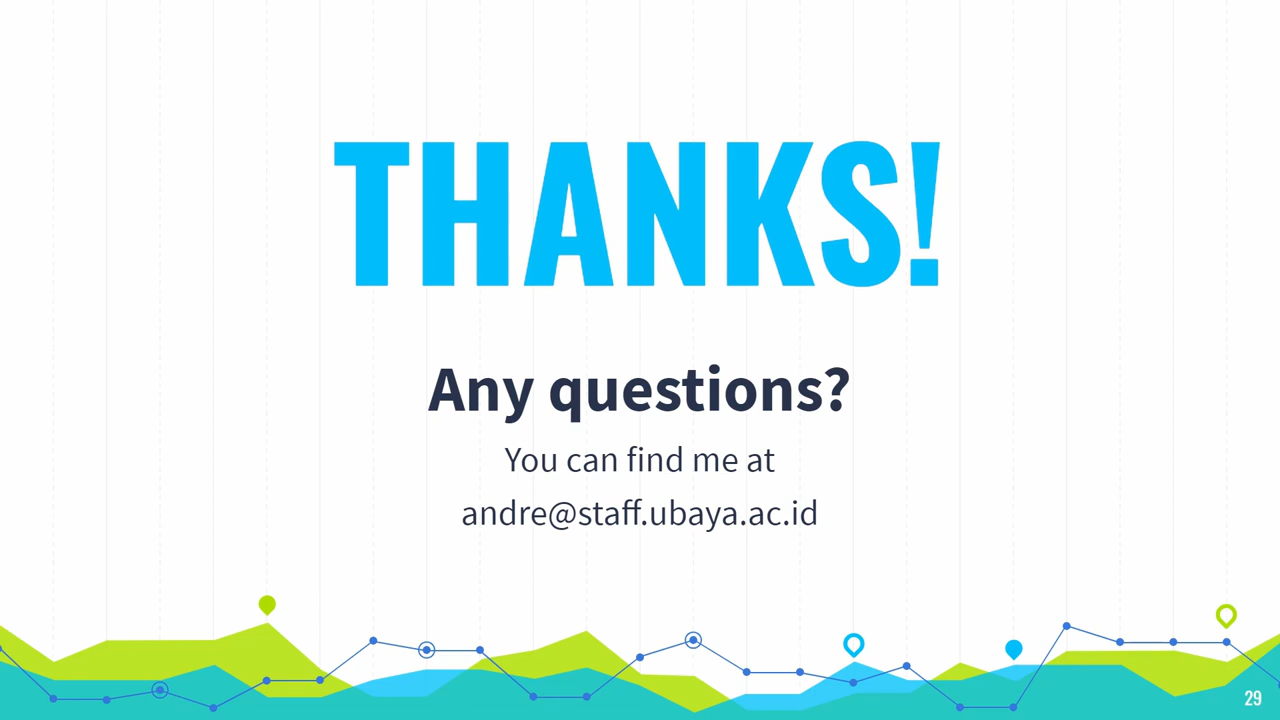 THANKS!
Any questions?
You can find me at
andre@staff.ubaya.ac.id
29